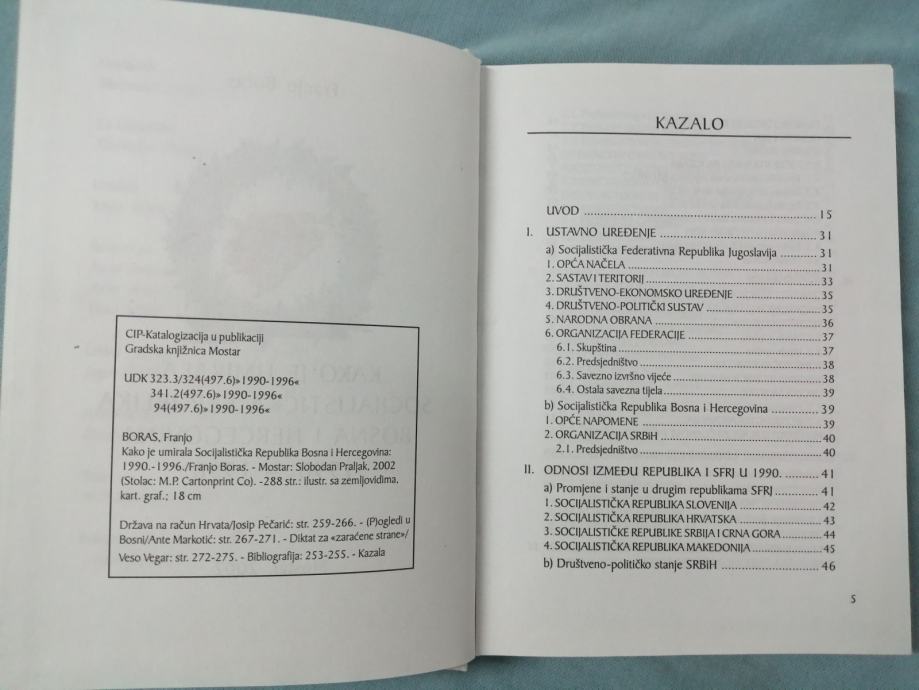 CIP-Katalogizacija u publikaciji
Gradska knjižnica Mostar
UDK 323.3/324(497.6)»1990-1996«
341.2(497.6)»1990-1996«
94(497.6)»1990-1996«
BORAS, Franjo
Kako je umirala Socijalistička Republika Bosna i Hercegovina:
1990.-1996./Franjo Boras. - Mostar: Slobodan Praljak, 2002
(Stolac: M.P. Cartonprint Co). -288 str.: ilustr. sa zemljovidima,
kart. graf.; 18 cm
Država na račun Hrvata/Josip Pečarić: str. 259-266. - (P)ogledi u
Bosni/Ante Markotić: str. 267-271. - Diktat za «zaraćene strane»/
Veso Vegar: str. 272-275. - Bibliografija: 253-255. - Kazala
KAZALO
UVOD ........ 15
I. USTAVNO UREĐENJE ........ 31
a) Socijalistička Federativna Republika Jugoslavija ........ 31
1. OPĆA NAČELA ........ 31
2. SASTAV I TERITORIJ ........ 33
3. DRUŠTVENO-EKONOMSKO UREĐENJE ........ 35
4. DRUŠTVENO-POLITIČKI SUSTAV ........ 35
5. NARODNA OBRANA ........ 36
6. ORGANIZACIJA FEDERACIJE ........ 37
6.1. Skupština ........ 37
6.2. Predsjedništvo ........ 38
6.3. Savezno izvršno vijeće ........ 38
6.4. Ostala savezna tijela ........ 39
b) Socijalistička Republika Bosna i Hercegovina ........ 39
1. OPĆE NAPOMENE ........ 39
2. ORGANIZACIJA SRBiH ........ 40
2.1. Predsjedništvo ........ 40
II. ODNOSI IZMEĐU REPUBLIKA I SFRJ U 1990. ........ 41
a) Promjene i stanje u drugim republikama SFRJ ........ 41
1. SOCIJALISTIČKA REPUBLIKA SLOVENIJA ........ 42
2. SOCIJALISTIČKA REPUBLIKA HRVATSKA ........ 43
3. SOCIJALISTIČKE REPUBLIKE SRBIJA I CRNA GORA ........ 44
4. SOCIJALISTIČKA REPUBLIKA MAKEDONIJA ........ 45
b) Društveno-političko stanje SRBiH ........ 46
5